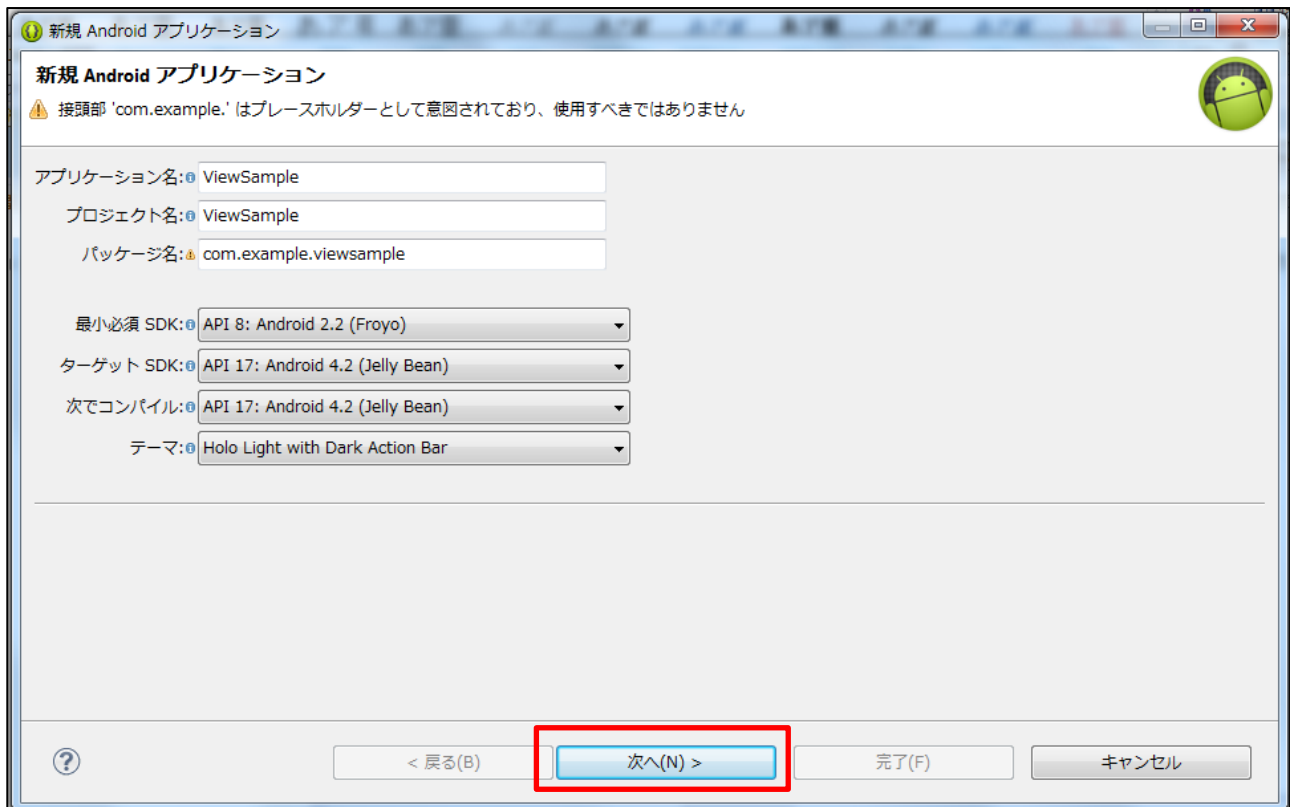 新規 Android アプリケーション
新規 Android アプリケーション
接頭部 'com.example.' はプレースホルダーとして意図されており、使用すべきではありません
アプリケーション名: ViewSample
プロジェクト名: ViewSample
パッケージ名: com.example.viewsample
最小必須 SDK: API 8: Android 2.2 (Froyo)
ターゲット SDK: API 17: Android 4.2 (Jelly Bean)
次でコンパイル: API 17: Android 4.2 (Jelly Bean)
テーマ: Holo Light with Dark Action Bar
? < 戻る(B) 次へ(N) > 完了(F) キャンセル